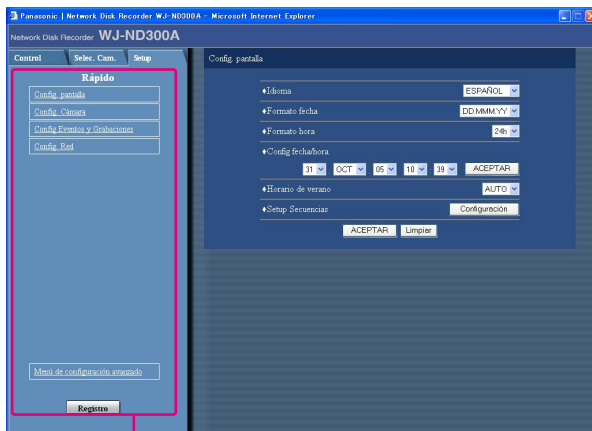 Panasonic | Network Disk Recorder WJ-ND300A - Microsoft Internet Explorer
Network Disk Recorder WJ-ND300A
Control Selec. Cam. Setup
Rápido
Config. pantalla
Config. Cámara
Config Eventos y Grabaciones
Config. Red
Menú de configuración avanzado
Registro
Config. pantalla
♦Idioma ESPAÑOL
♦Formato fecha DD.MMM.YY
♦Formato hora 24h
♦Config fecha/hora
31 OCT 05 10 : 39 ACEPTAR
♦Horario de verano AUTO
♦Setup Secuencias Configuración
ACEPTAR Limpiar